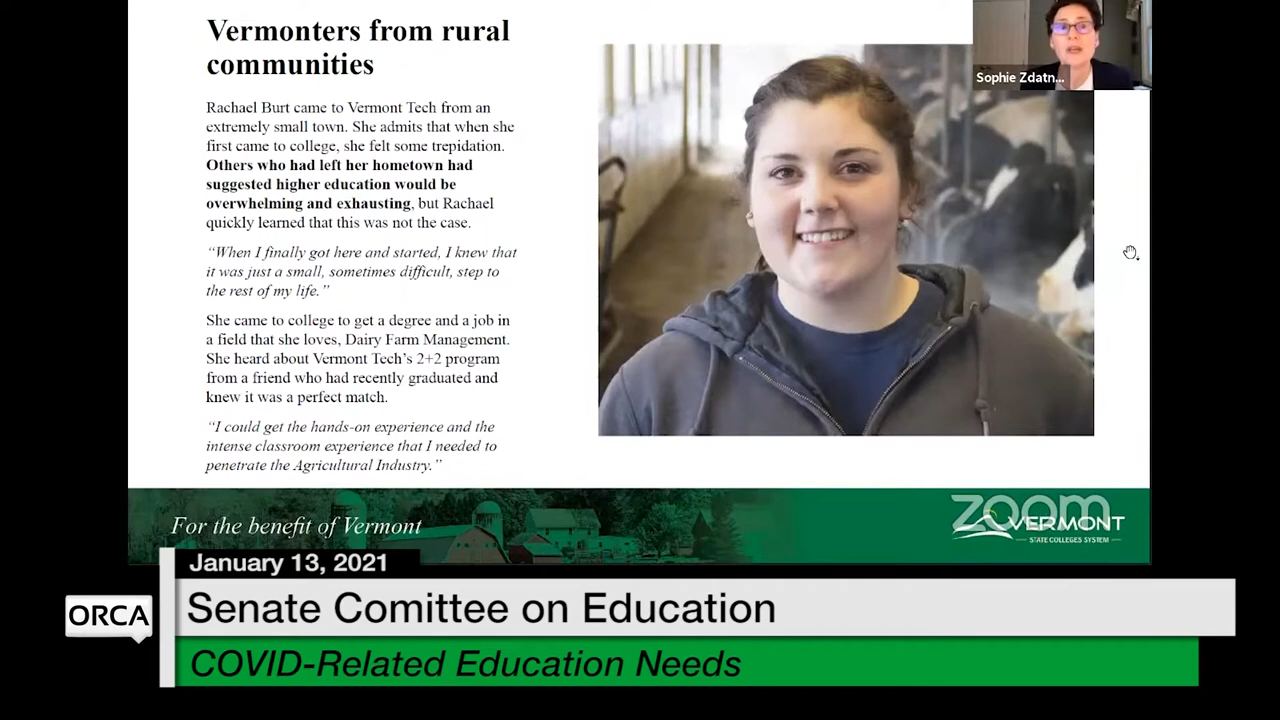 Vermonters from rural
communities
Rachael Burt came to Vermont Tech from an
extremely small town. She admits that when she
first came to college, she felt some trepidation.
Others who had left her hometown had
suggested higher education would be
overwhelming and exhausting, but Rachael
quickly learned that this was not the case.
“When I finally got here and started, I knew that
it was just a small, sometimes difficult, step to
the rest of my life.”
She came to college to get a degree and a job in
a field that she loves, Dairy Farm Management.
She heard about Vermont Tech’s 2+2 program
from a friend who had recently graduated and
knew it was a perfect match.
“I could get the hands-on experience and the
intense classroom experience that I needed to
penetrate the Agricultural Industry.”
Sophie Zdatn...
For the benefit of Vermont
zoom
VERMONT
STATE COLLEGES SYSTEM
January 13, 2021
ORCA
Senate Comittee on Education
COVID-Related Education Needs